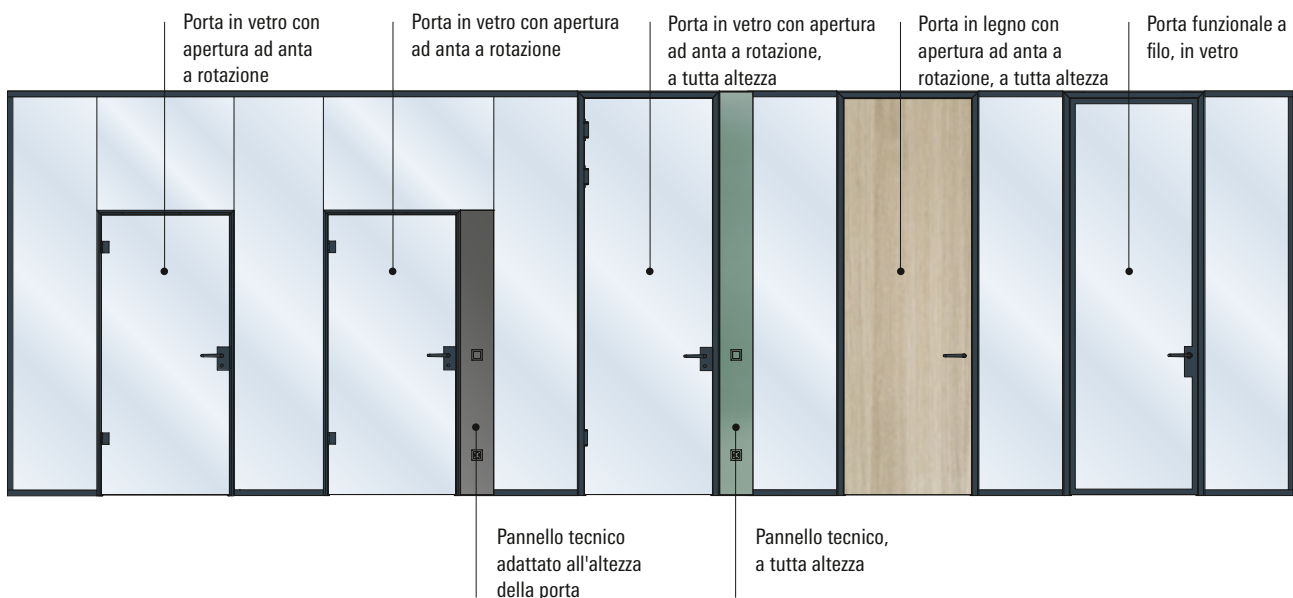 Porta in vetro con
apertura ad anta
a rotazione
Porta in vetro con apertura
ad anta a rotazione
Porta in vetro con apertura
ad anta a rotazione,
a tutta altezza
Porta in legno con
apertura ad anta a
rotazione, a tutta altezza
Porta funzionale a
filo, in vetro
Pannello tecnico
adattato all'altezza
della porta
Pannello tecnico,
a tutta altezza